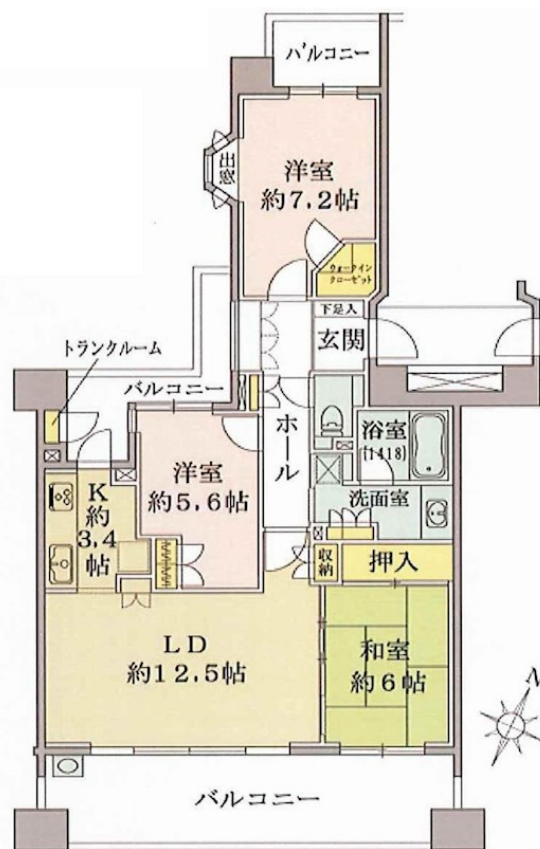 バルコニー
出窓
洋室
約7.2帖
ウォークイン
クローゼット
下足入
玄関
トランクルーム
バルコニー
ホール
浴室
[1418]
洋室
約5.6帖
K
約
3.4
帖
洗面室
収納
押入
LD
約12.5帖
和室
約6帖
N
バルコニー